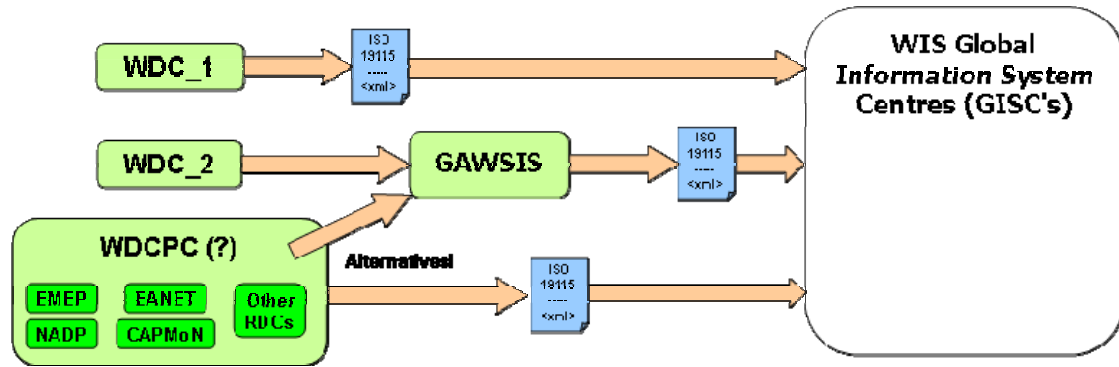 WDC_1
ISO
19115
-----
<xml>
WIS Global
Information System
Centres (GISC's)
WDC_2
GAWSIS
ISO
19115
-----
<xml>
WDCPC (?)
Alternatives!
EMEP
EANET
Other
RDCs
NADP
CAPMoN
ISO
19115
-----
<xml>